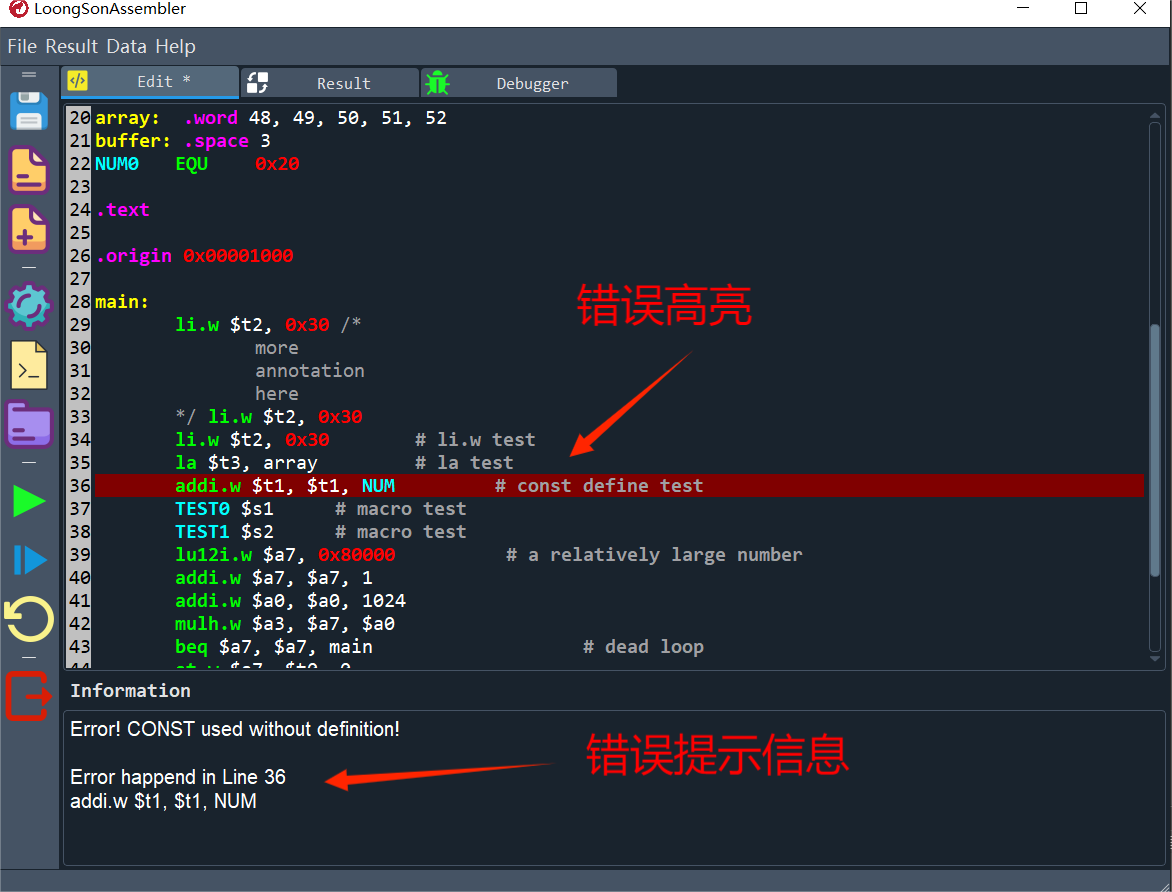 LoongSonAssembler
File Result Data Help
Edit *
Result
Debugger
20 array: .word 48, 49, 50, 51, 52
21 buffer: .space 3
22 NUM0 EQU 0x20
23
24 .text
25
26 .origin 0x00001000
27
28 main:
29 li.w $t2, 0x30 /*
30 more
31 annotation
32 here
33 */ li.w $t2, 0x30
34 li.w $t2, 0x30 # li.w test
35 la $t3, array # la test
36 addi.w $t1, $t1, NUM # const define test
37 TEST0 $s1 # macro test
38 TEST1 $s2 # macro test
39 lu12i.w $a7, 0x80000 # a relatively large number
40 addi.w $a7, $a7, 1
41 addi.w $a0, $a0, 1024
42 mulh.w $a3, $a7, $a0
43 beq $a7, $a7, main # dead loop
错误高亮
Information
Error! CONST used without definition!
Error happend in Line 36
addi.w $t1, $t1, NUM
错误提示信息